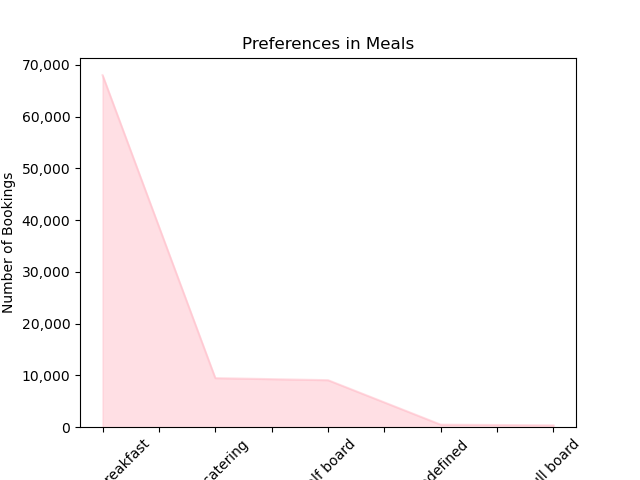 Preferences in Meals
Number of Bookings
70,000
60,000
50,000
40,000
30,000
20,000
10,000
0
reakfast
catering
lf board
defined
ull board